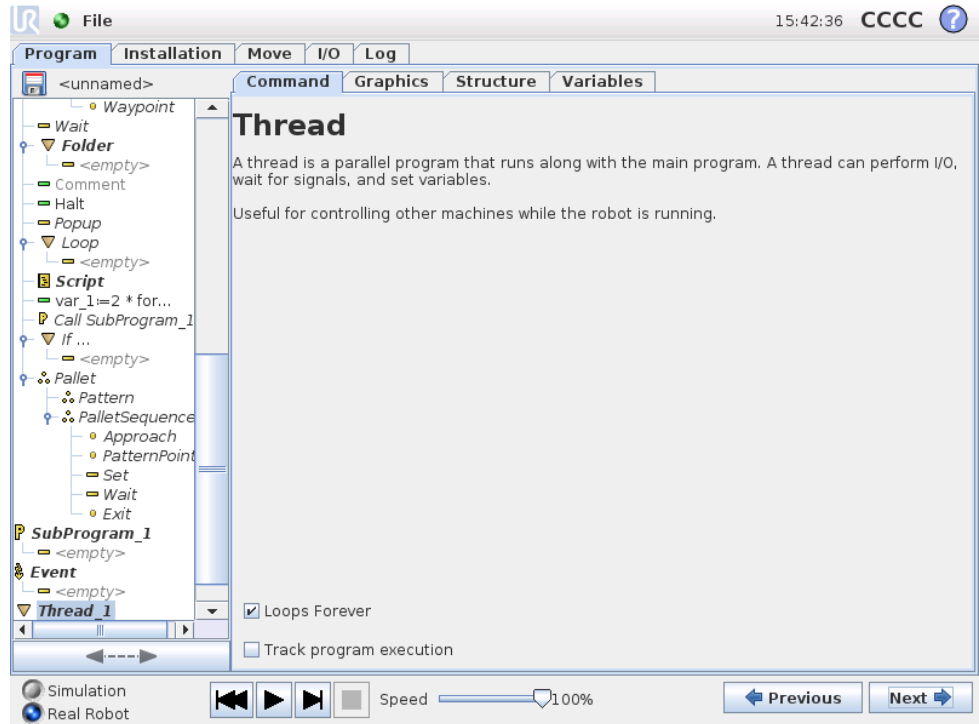 UR File 15:42:36 CCCC ?
Program Installation Move I/O Log
<unnamed>
Command Graphics Structure Variables
Waypoint
Wait
Folder
<empty>
Comment
Halt
Popup
Loop
<empty>
Script
var_1:=2 * for...
Call SubProgram_1
If ...
<empty>
Pallet
Pattern
PalletSequence
Approach
PatternPoint
Set
Wait
Exit
P SubProgram_1
<empty>
Event
<empty>
Thread_1
Thread
A thread is a parallel program that runs along with the main program. A thread can perform I/O,
wait for signals, and set variables.
Useful for controlling other machines while the robot is running.
Loops Forever
Track program execution
Simulation
Real Robot
Speed 100%
Previous Next